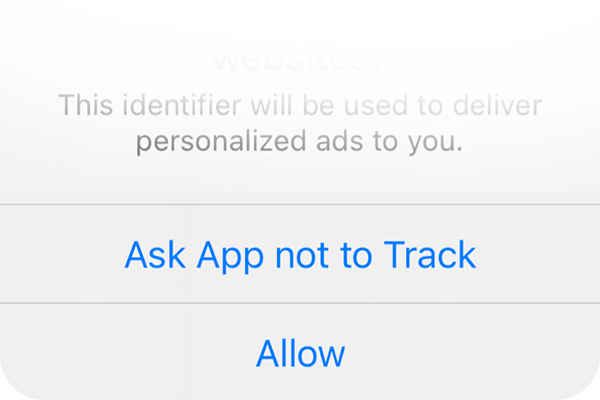 websites?
This identifier will be used to deliver
personalized ads to you.
Ask App not to Track
Allow